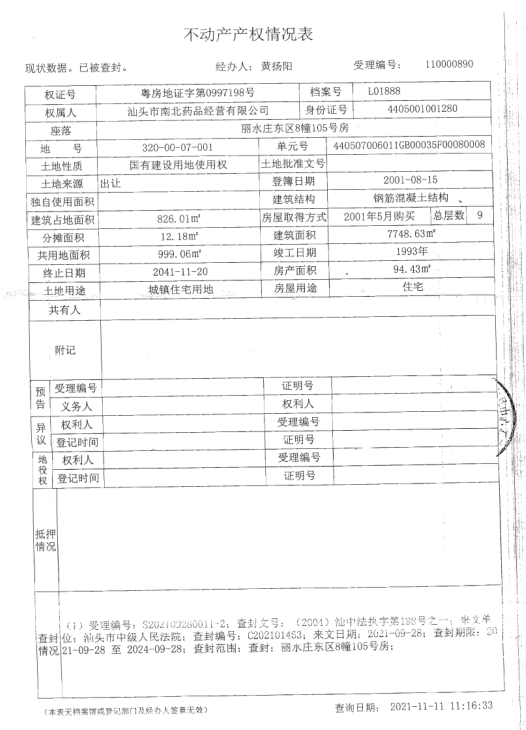 不动产产权情况表
现状数据。已被查封。 经办人：黄扬阳 受理编号： 110000890
权证号 粤房地证字第0997198号 档案号 L01888
权属人 汕头市南北药品经营有限公司 身份证号 4405001001280
座落 丽水庄东区8幢105号房
地 号 320-00-07-001 单元号 440507006011GB00035F00080008
土地性质 国有建设用地使用权 土地批准文号
土地来源 出让 登簿日期 2001-08-15
独自使用面积 建筑结构 钢筋混凝土结构
建筑占地面积 826.01㎡ 房屋取得方式 2001年5月购买 总层数 9
分摊面积 12.18㎡ 建筑面积 7748.63㎡
共用地面积 999.06㎡ 竣工日期 1993年
终止日期 2041-11-20 房产面积 94.43㎡
土地用途 城镇住宅用地 房屋用途 住宅
共有人
附记
预告 受理编号 证明号
义务人 权利人
异议 权利人 受理编号
登记时间 证明号
地役权 权利人 受理编号
登记时间 证明号
抵押情况
(1) 受理编号：S202103280011-2；查封文号：(2004) 汕中法执字第198号之一；来文单
查封 位：汕头市中级人民法院；查封编号：C202101453；来文日期：2021-09-28；查封期限：20
情况 21-09-28 至 2024-09-28；查封范围：查封：丽水庄东区8幢105号房；
（本表无档案馆或登记部门及经办人签章无效） 查询日期： 2021-11-11 11:16:33